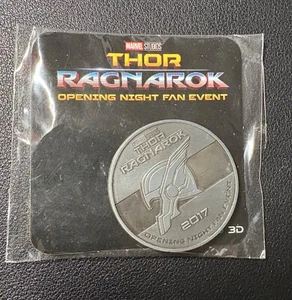 MARVEL STUDIOS
THOR
RAGNAROK
OPENING NIGHT FAN EVENT
THOR
RAGNAROK
2017
OPENING NIGHT FAN EVENT
3D